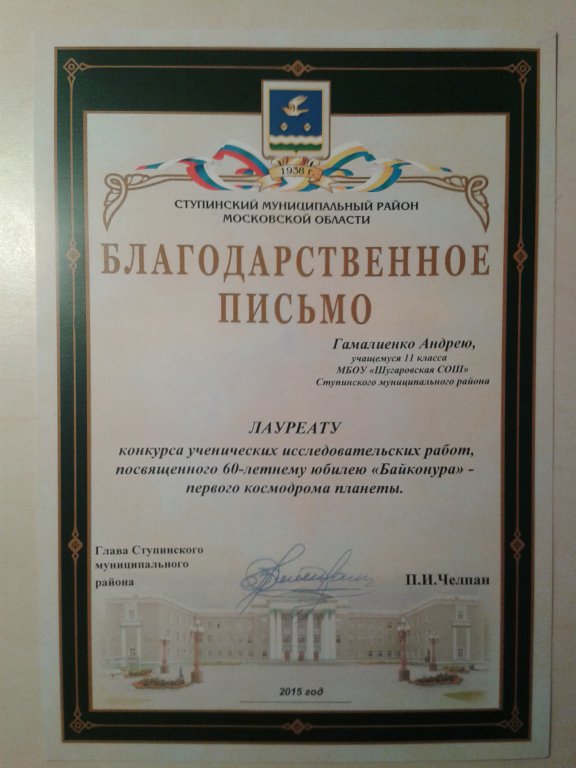 1938 г.
СТУПИНСКИЙ МУНИЦИПАЛЬНЫЙ РАЙОН
МОСКОВСКОЙ ОБЛАСТИ
БЛАГОДАРСТВЕННОЕ
ПИСЬМО
Гамалиенко Андрею,
учащемуся 11 класса
МБОУ «Шугаровская СОШ»
Ступинского муниципального района
ЛАУРЕАТУ
конкурса ученических исследовательских работ,
посвященного 60-летнему юбилею «Байконура» -
первого космодрома планеты.
Глава Ступинского
муниципального
района
П.И.Челпан
2015 год